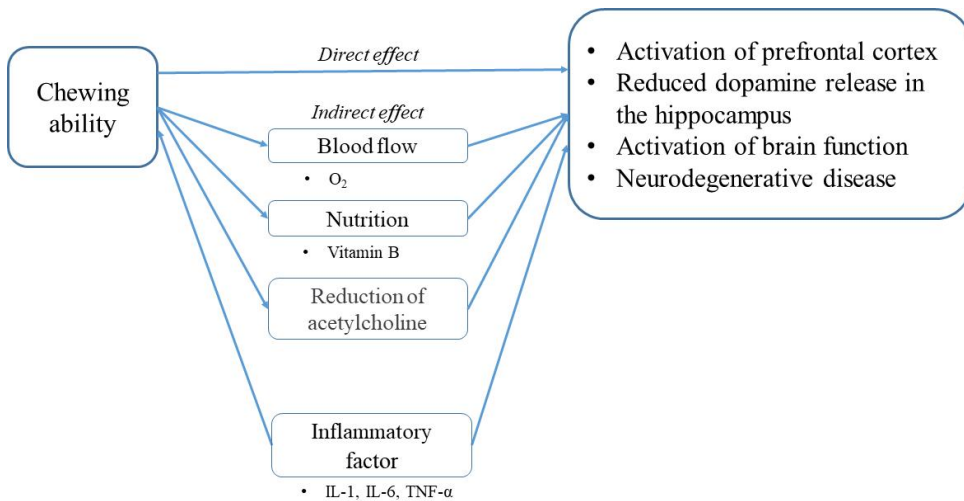 Chewing
ability
Direct effect
Indirect effect
Blood flow
• O₂
Nutrition
• Vitamin B
Reduction of
acetylcholine
Inflammatory
factor
• IL-1, IL-6, TNF-α
• Activation of prefrontal cortex
• Reduced dopamine release in
the hippocampus
• Activation of brain function
• Neurodegenerative disease